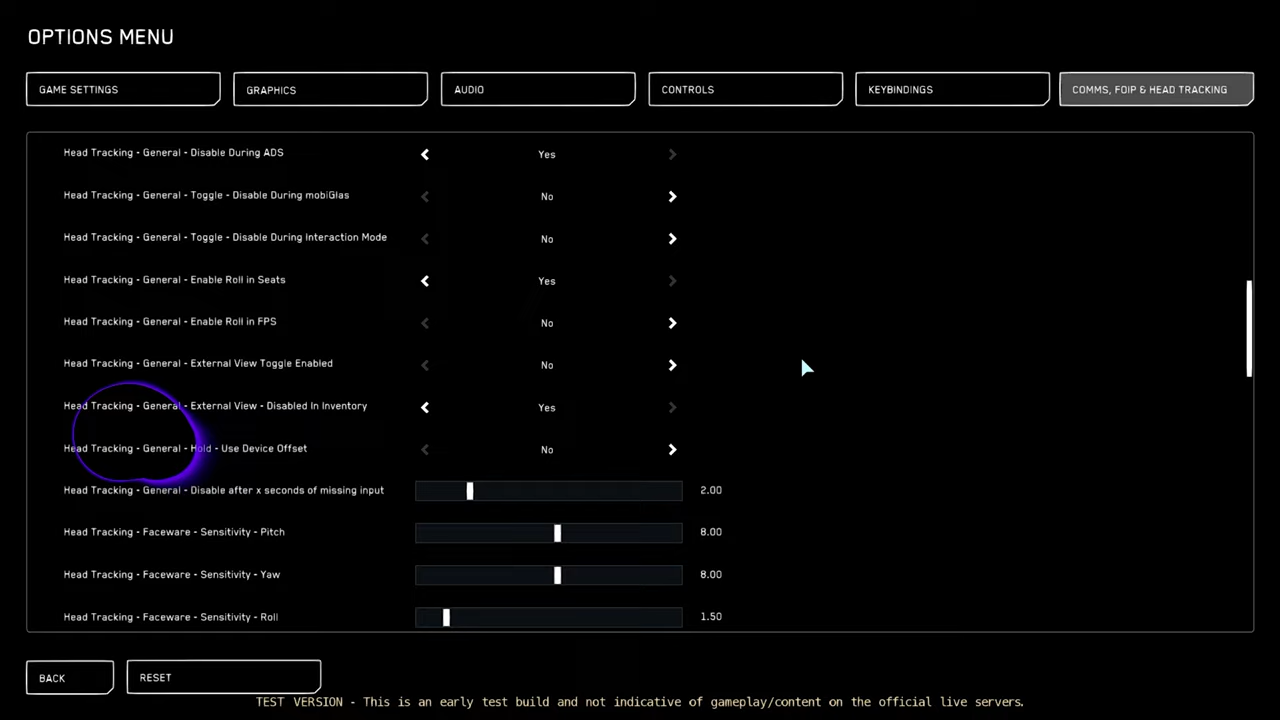 OPTIONS MENU
GAME SETTINGS
GRAPHICS
AUDIO
CONTROLS
KEYBINDINGS
COMMS, FOIP & HEAD TRACKING
Head Tracking - General - Disable During ADS
Yes
Head Tracking - General - Toggle - Disable During mobiGlas
No
Head Tracking - General - Toggle - Disable During Interaction Mode
No
Head Tracking - General - Enable Roll in Seats
Yes
Head Tracking - General - Enable Roll in FPS
No
Head Tracking - General - External View Toggle Enabled
No
Head Tracking - General - External View - Disabled In Inventory
Yes
Head Tracking - General - Hold - Use Device Offset
No
Head Tracking - General - Disable after x seconds of missing input
2.00
Head Tracking - Faceware - Sensitivity - Pitch
8.00
Head Tracking - Faceware - Sensitivity - Yaw
8.00
Head Tracking - Faceware - Sensitivity - Roll
1.50
BACK
RESET
TEST VERSION - This is an early test build and not indicative of gameplay/content on the official live servers.